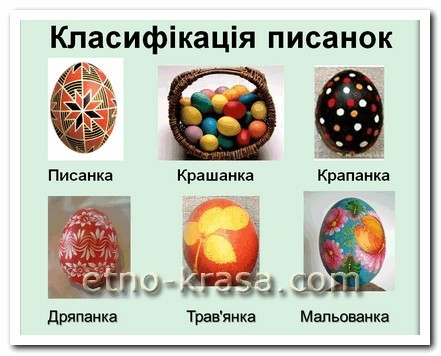 Класифікація писанок
Писанка Крашанка Крапанка
etno-krasa.com
Дряпанка Трав'янка Мальованка